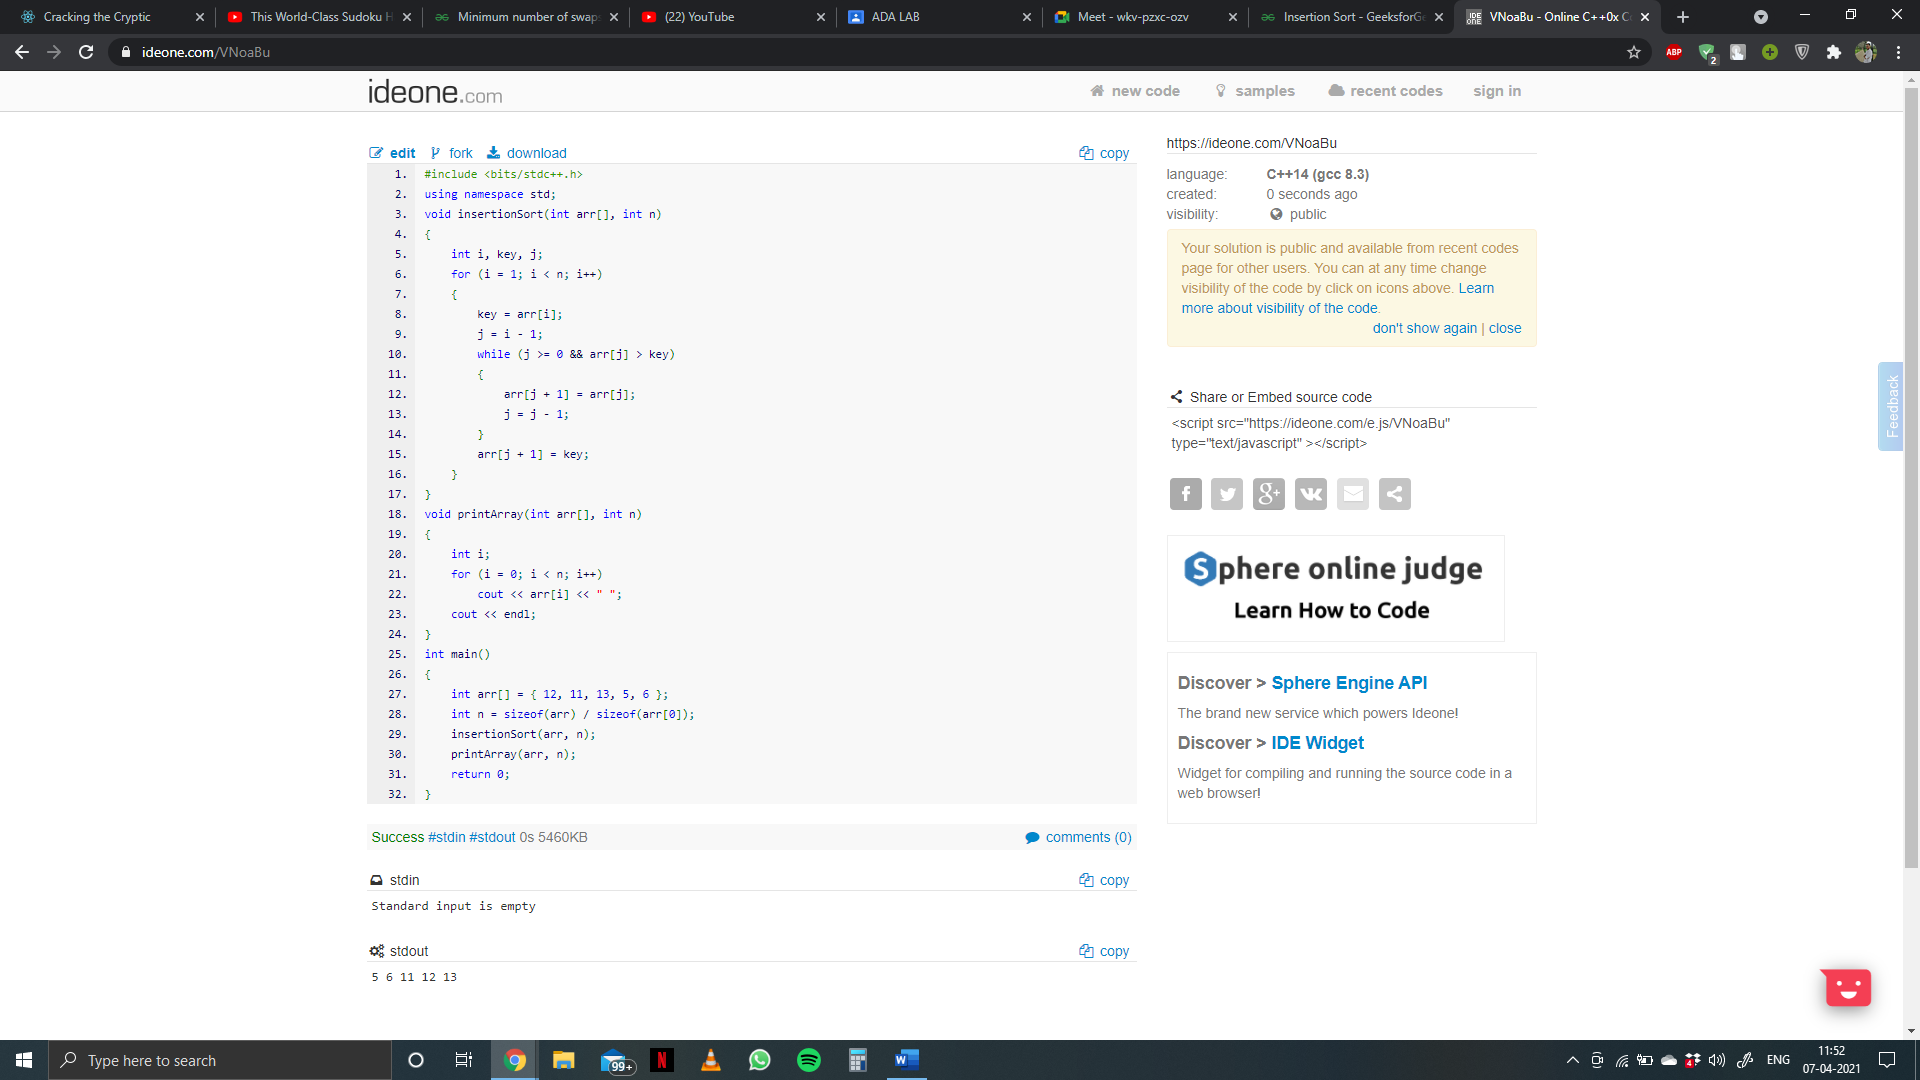 Cracking the Cryptic
This World-Class Sudoku H
Minimum number of swap
(22) YouTube
ADA LAB
Meet - wkv-pzxc-ozv
Insertion Sort - GeeksforGe
VNoaBu - Online C++0x C
ideone.com/VNoaBu
ABP
2
ideone.com
new code
samples
recent codes
sign in
edit
fork
download
copy
1. #include <bits/stdc++.h>
2. using namespace std;
3. void insertionSort(int arr[], int n)
4. {
5. int i, key, j;
6. for (i = 1; i < n; i++)
7. {
8. key = arr[i];
9. j = i - 1;
10. while (j >= 0 && arr[j] > key)
11. {
12. arr[j + 1] = arr[j];
13. j = j - 1;
14. }
15. arr[j + 1] = key;
16. }
17. }
18. void printArray(int arr[], int n)
19. {
20. int i;
21. for (i = 0; i < n; i++)
22. cout << arr[i] << " ";
23. cout << endl;
24. }
25. int main()
26. {
27. int arr[] = { 12, 11, 13, 5, 6 };
28. int n = sizeof(arr) / sizeof(arr[0]);
29. insertionSort(arr, n);
30. printArray(arr, n);
31. return 0;
32. }
Success #stdin #stdout 0s 5460KB
comments (0)
stdin
copy
Standard input is empty
stdout
copy
5 6 11 12 13
https://ideone.com/VNoaBu
language: C++14 (gcc 8.3)
created: 0 seconds ago
visibility: public
Your solution is public and available from recent codes
page for other users. You can at any time change
visibility of the code by click on icons above. Learn
more about visibility of the code.
don't show again | close
Share or Embed source code
<script src="https://ideone.com/e.js/VNoaBu"
type="text/javascript" ></script>
Sphere online judge
Learn How to Code
Discover > Sphere Engine API
The brand new service which powers Ideone!
Discover > IDE Widget
Widget for compiling and running the source code in a
web browser!
Feedback
Type here to search
99+
ENG
11:52
07-04-2021